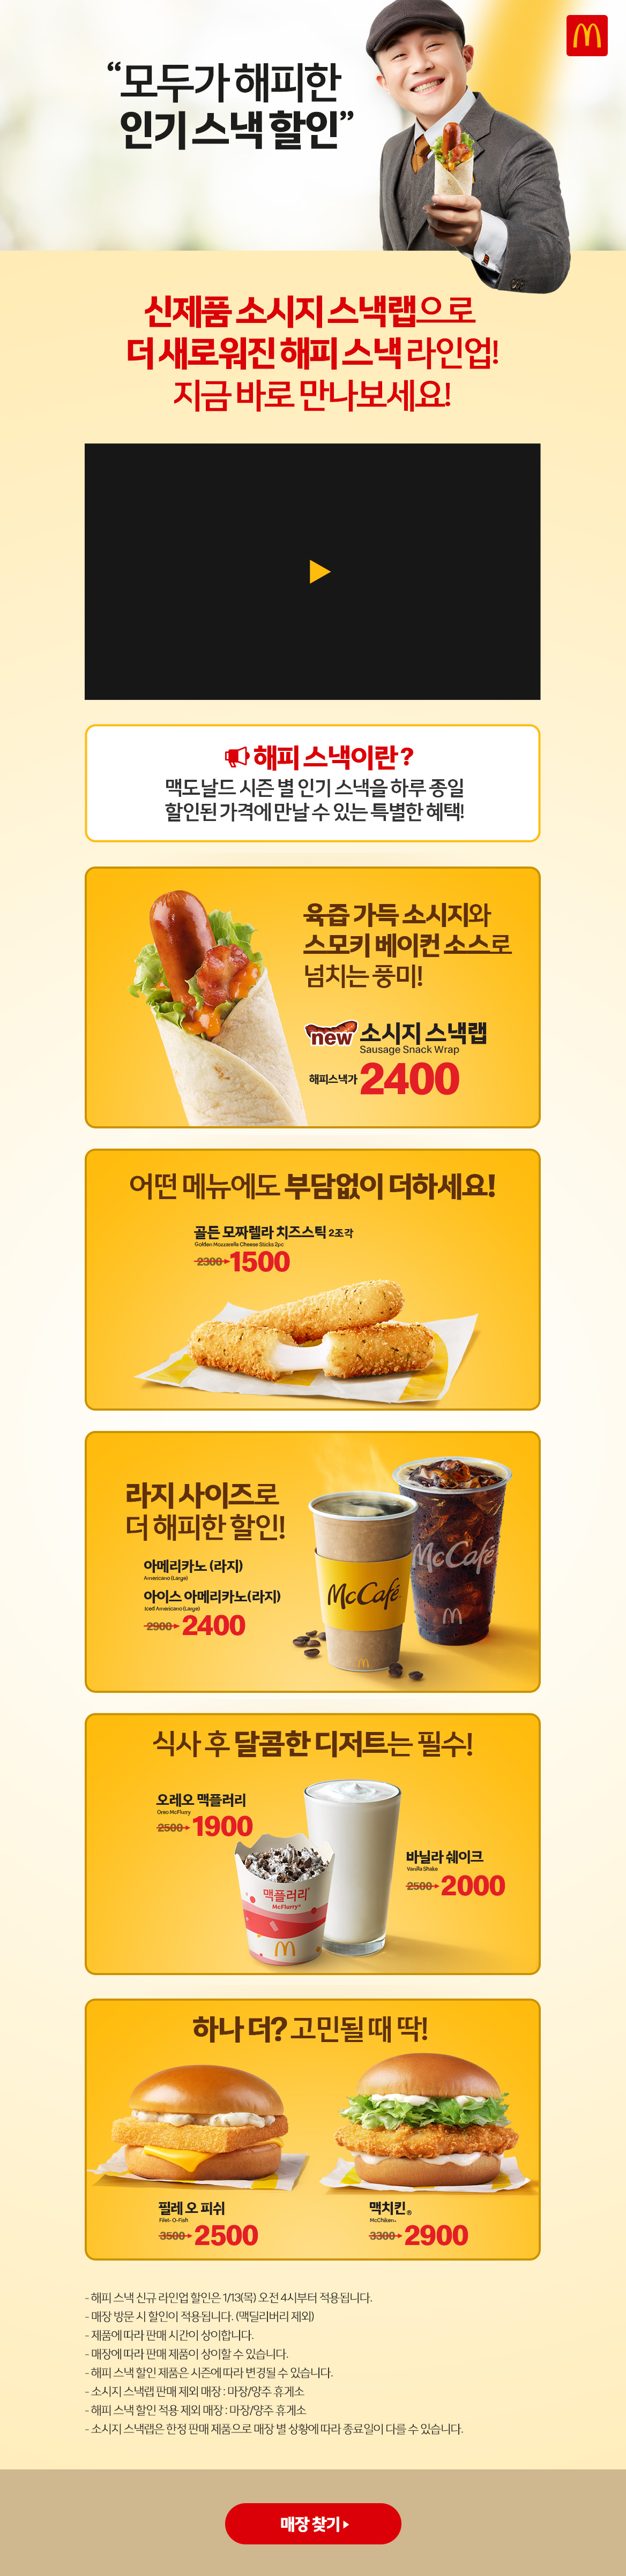 “모두가 해피한
인기 스낵 할인”
신제품 소시지 스낵랩으로
더 새로워진 해피 스낵 라인업!
지금 바로 만나보세요!
해피 스낵이란?
맥도날드 시즌 별 인기 스낵을 하루 종일
할인된 가격에 만날 수 있는 특별한 혜택!
육즙 가득 소시지와
스모키 베이컨 소스로
넘치는 풍미!
new 소시지 스낵랩
Sausage Snack Wrap
해피스낵가 2400
어떤 메뉴에도 부담없이 더하세요!
골든 모짜렐라 치즈스틱 2조각
Golden Mozzarella Cheese Sticks 2pc
2300 1500
라지 사이즈로
더 해피한 할인!
아메리카노 (라지)
Americano (Large)
아이스 아메리카노(라지)
Iced Americano (Large)
2900 2400
McCafé
McCafé
식사 후 달콤한 디저트는 필수!
오레오 맥플러리
Oreo McFlurry
2500 1900
바닐라 쉐이크
Vanilla Shake
2500 2000
맥플러리®
McFlurry®
하나 더? 고민될 때 딱!
필레 오 피쉬
Filet-O-Fish
3500 2500
맥치킨®
McChiken®
3300 2900
- 해피 스낵 신규 라인업 할인은 1/13(목) 오전 4시부터 적용됩니다.
- 매장 방문 시 할인이 적용됩니다. (맥딜리버리 제외)
- 제품에 따라 판매 시간이 상이합니다.
- 매장에 따라 판매 제품이 상이할 수 있습니다.
- 해피 스낵 할인 제품은 시즌에 따라 변경될 수 있습니다.
- 소시지 스낵랩 판매 제외 매장 : 마장/양주 휴게소
- 해피 스낵 할인 적용 제외 매장 : 마장/양주 휴게소
- 소시지 스낵랩은 한정 판매 제품으로 매장 별 상황에 따라 종료일이 다를 수 있습니다.
매장 찾기